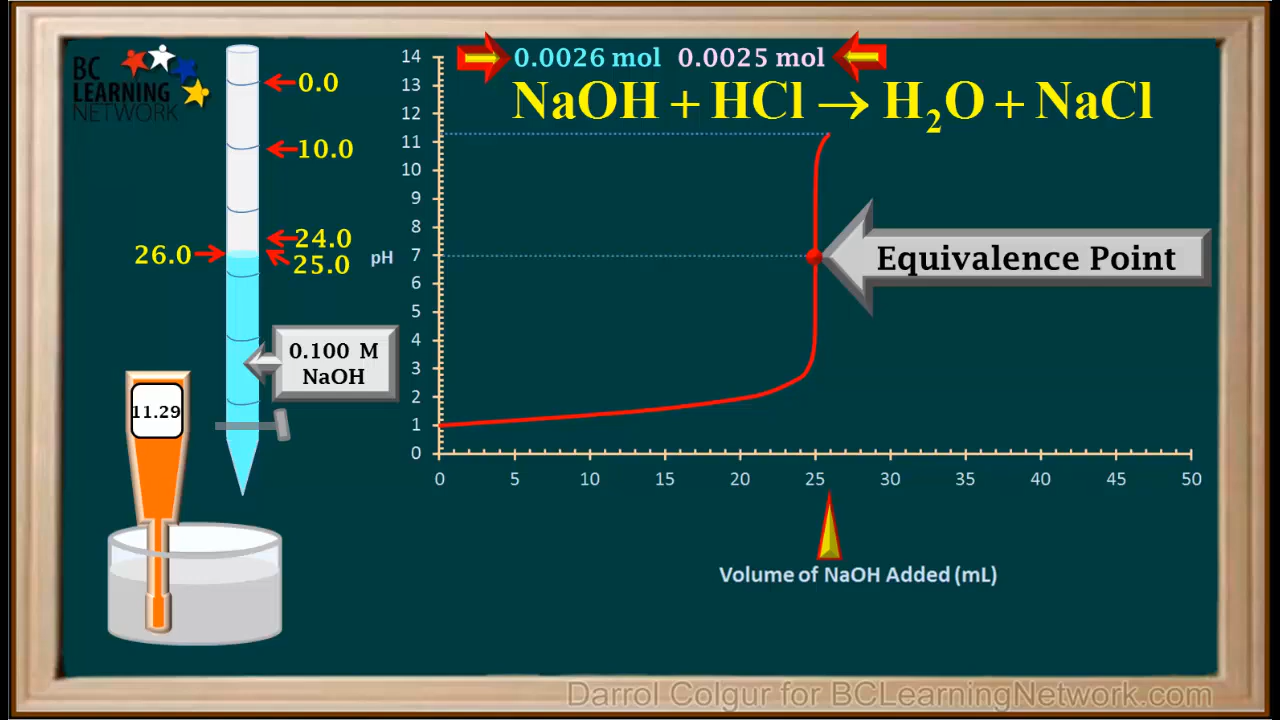 BC
LEARNING
NETWORK
0.0026 mol 0.0025 mol
NaOH + HCl → H₂O + NaCl
0.0
10.0
24.0
26.0
25.0
0.100 M
NaOH
11.29
14
13
12
11
10
9
8
7
6
5
4
3
2
1
0
pH
Equivalence Point
0 5 10 15 20 25 30 35 40 45 50
Volume of NaOH Added (mL)
Darrol Colgur for BCLearningNetwork.com